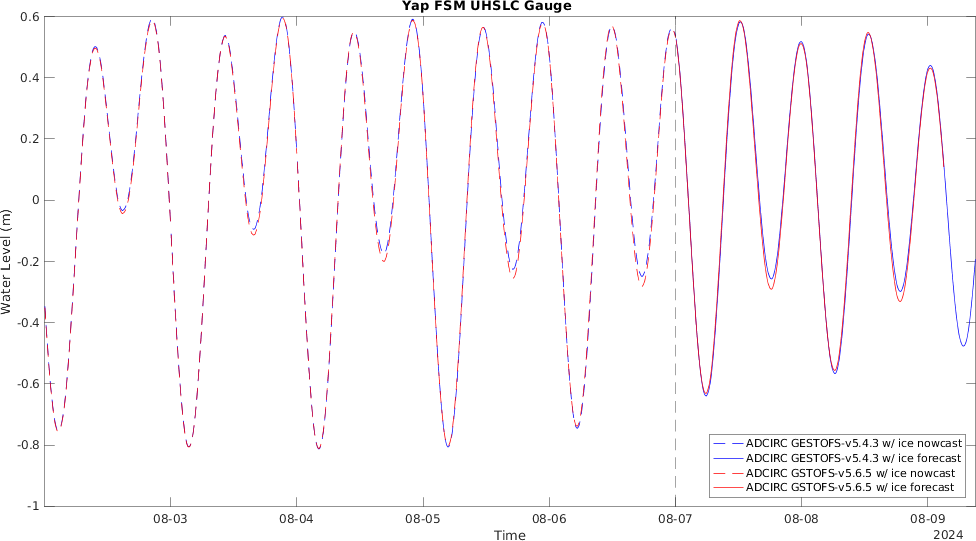 Yap FSM UHSLC Gauge
0.6
0.4
0.2
0
-0.2
-0.4
-0.6
-0.8
-1
Water Level (m)
ADCIRC GESTOFS-v5.4.3 w/ ice nowcast
ADCIRC GESTOFS-v5.4.3 w/ ice forecast
ADCIRC GSTOFS-v5.6.5 w/ ice nowcast
ADCIRC GSTOFS-v5.6.5 w/ ice forecast
08-03 08-04 08-05 08-06 08-07 08-08 08-09
Time
2024